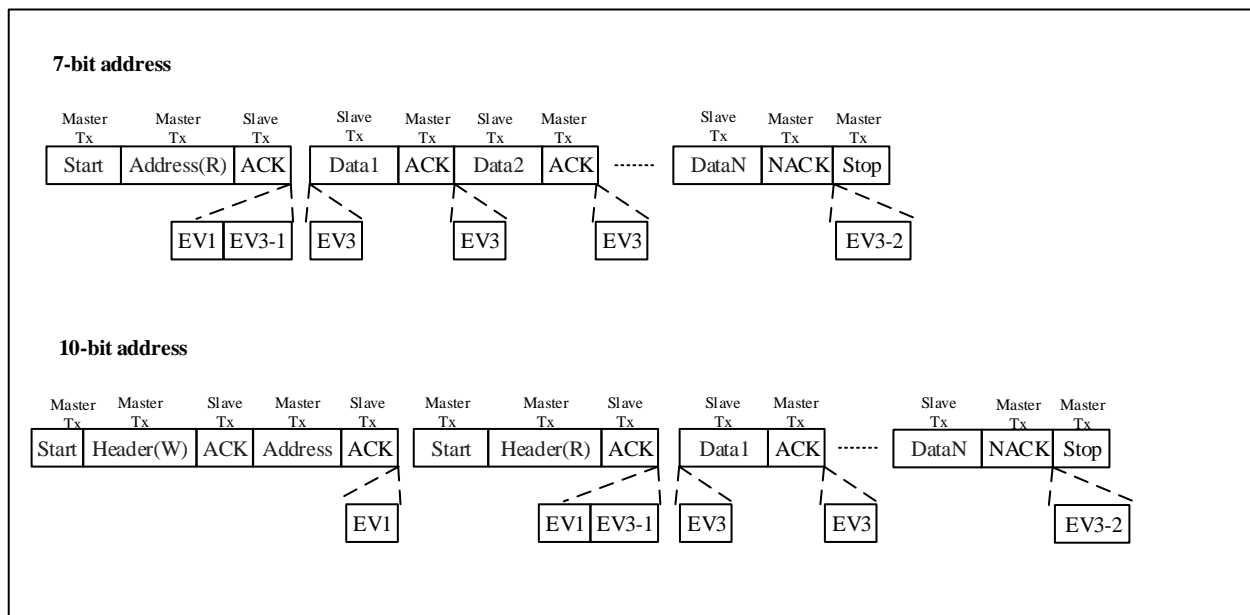 7-bit address
Master Tx Master Tx Slave Tx Slave Tx Master Tx Slave Tx Master Tx Slave Tx Master Tx Master Tx
Start Address(R) ACK Data1 ACK Data2 ACK ........ DataN NACK Stop
EV1 EV3-1 EV3 EV3 EV3 EV3-2
10-bit address
Master Tx Master Tx Slave Tx Master Tx Slave Tx Master Tx Master Tx Slave Tx Slave Tx Master Tx Slave Tx Master Tx Master Tx
Start Header(W) ACK Address ACK Start Header(R) ACK Data1 ACK ........ DataN NACK Stop
EV1 EV1 EV3-1 EV3 EV3 EV3-2